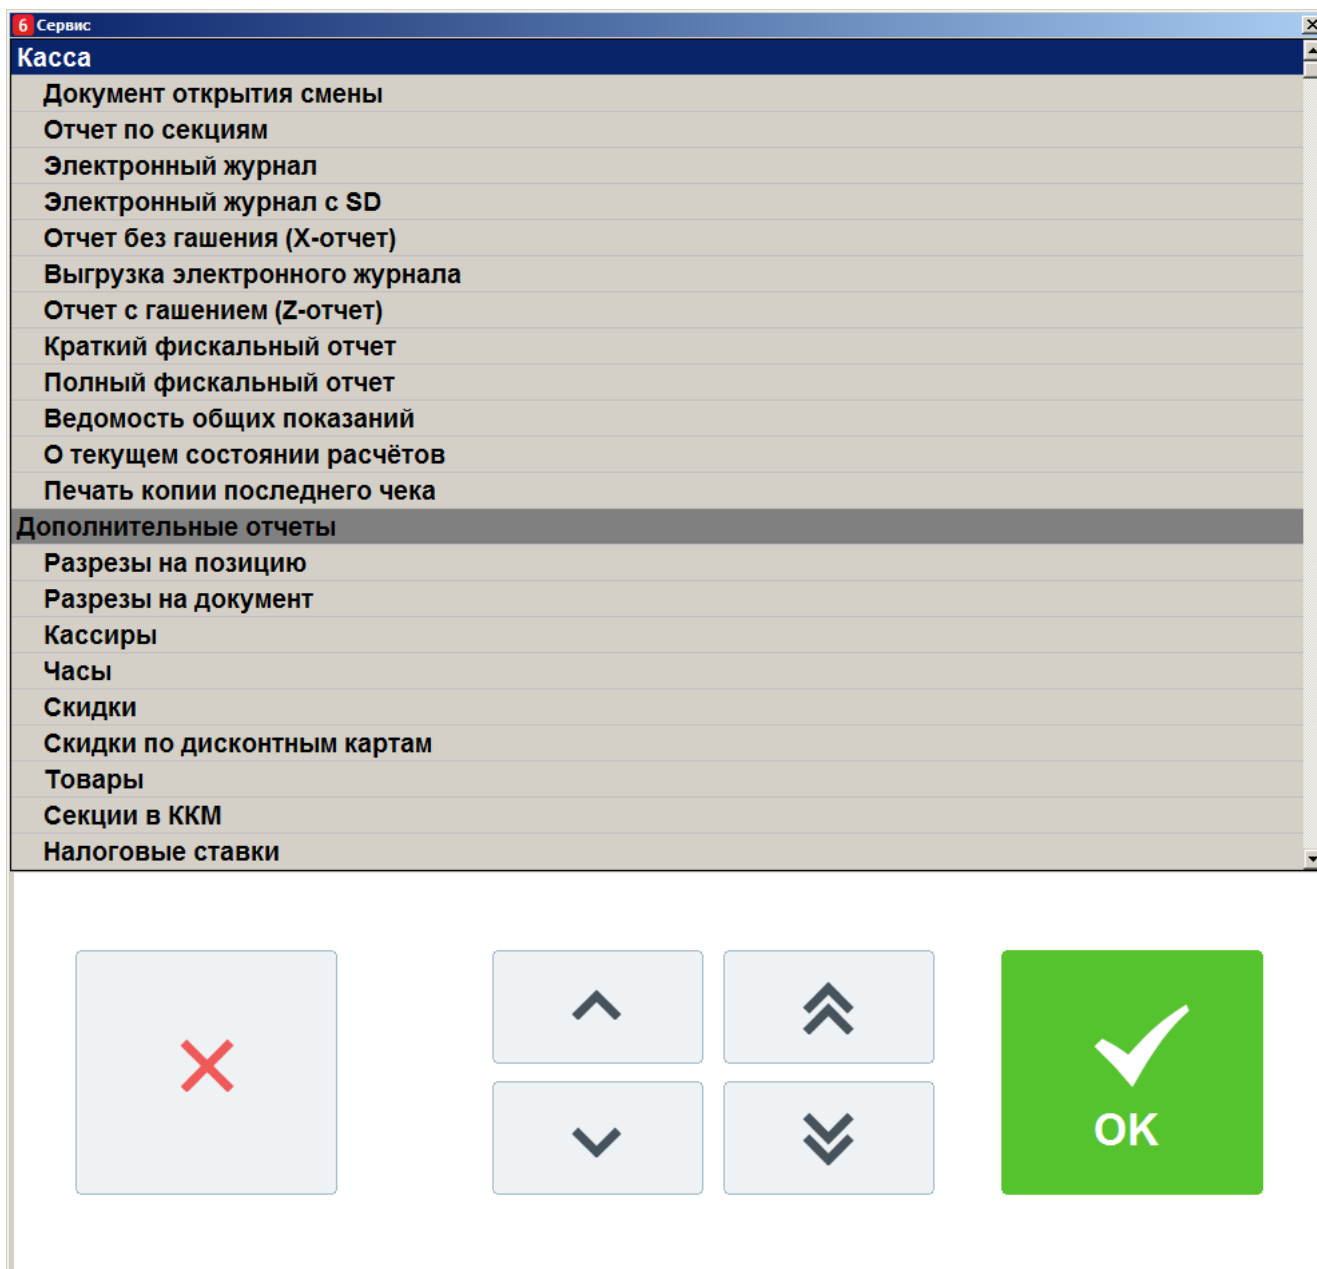 6 Сервис
Касса
Документ открытия смены
Отчет по секциям
Электронный журнал
Электронный журнал с SD
Отчет без гашения (X-отчет)
Выгрузка электронного журнала
Отчет с гашением (Z-отчет)
Краткий фискальный отчет
Полный фискальный отчет
Ведомость общих показаний
О текущем состоянии расчётов
Печать копии последнего чека
Дополнительные отчеты
Разрезы на позицию
Разрезы на документ
Кассиры
Часы
Скидки
Скидки по дисконтным картам
Товары
Секции в ККМ
Налоговые ставки
OK